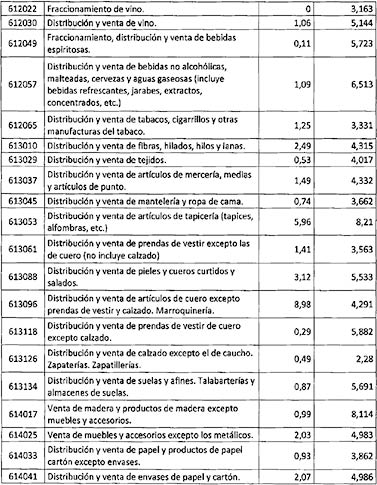 612022 Fraccionamiento de vino. 0 3,163
612030 Distribución y venta de vino. 1,06 5,144
612049 Fraccionamiento, distribución y venta de bebidas
espiritosas. 0,11 5,723
Distribución y venta de bebidas no alcohólicas,
612057 malteadas, cervezas y aguas gaseosas (incluye 1,09 6,513
bebidas refrescantes, jarabes, extractos,
concentrados, etc.)
612065 Distribución y venta de tabacos, cigarrillos y otras
manufacturas del tabaco. 1,25 3,331
613010 Distribución y venta de fibras, hilados, hilos y lanas. 2,49 4,315
613029 Distribución y venta de tejidos. 0,53 4,017
613037 Distribución y venta de artículos de mercería, medias
y artículos de punto. 1,49 4,332
613045 Distribución y venta de mantelería y ropa de cama. 0,74 3,662
613053 Distribución y venta de artículos de tapicería (tapices,
alfombras, etc.) 5,96 8,21
613061 Distribución y venta de prendas de vestir excepto las
de cuero (no incluye calzado) 1,41 3,563
613088 Distribución y venta de pieles y cueros curtidos y
salados. 3,12 5,533
613096 Distribución y venta de artículos de cuero excepto
prendas de vestir y calzado. Marroquinería. 8,98 4,291
613118 Distribución y venta de prendas de vestir de cuero
excepto calzado. 0,29 5,882
613126 Distribución y venta de calzado excepto el de caucho.
Zapaterías. Zapatillerías. 0,49 2,28
613134 Distribución y venta de suelas y afines. Talabarterías y
almacenes de suelas. 0,87 5,691
614017 Venta de madera y productos de madera excepto
muebles y accesorios. 0,99 8,114
614025 Venta de muebles y accesorios excepto los metálicos. 2,03 4,983
614033 Distribución y venta de papel y productos de papel
cartón excepto envases. 0,93 3,862
614041 Distribución y venta de envases de papel y cartón. 2,07 4,986